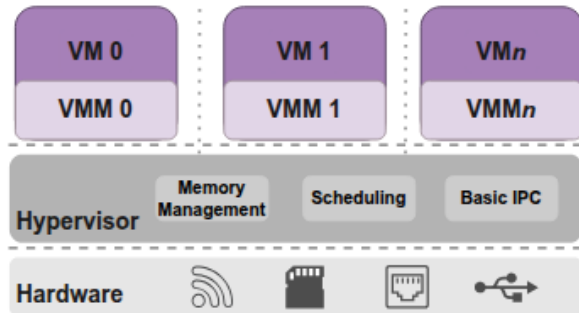 VM 0
VM 1
VMn
VMM 0
VMM 1
VMMn
Memory
Management
Scheduling
Basic IPC
Hypervisor
Hardware